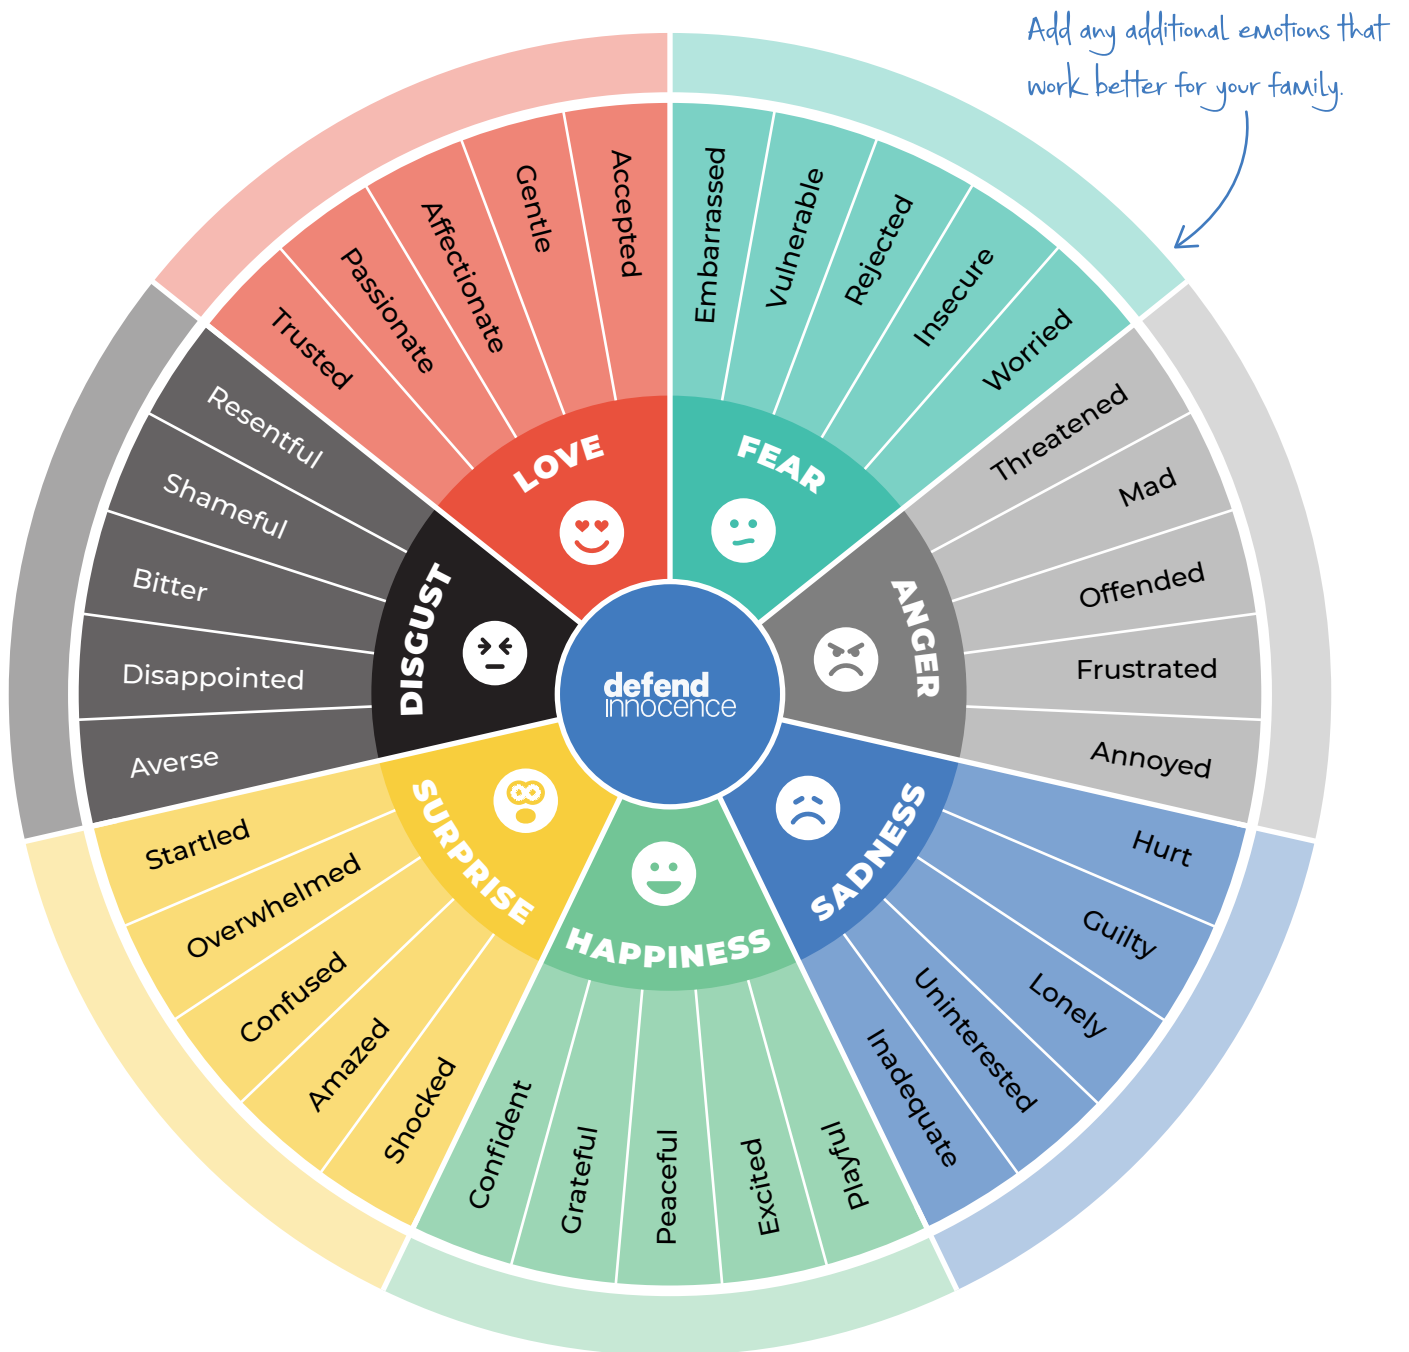 Add any additional emotions that
work better for your family.
defend
innocence
LOVE
Trusted
Passionate
Affectionate
Gentle
Accepted
FEAR
Embarrassed
Vulnerable
Rejected
Insecure
Worried
ANGER
Threatened
Mad
Offended
Frustrated
Annoyed
SADNESS
Hurt
Guilty
Lonely
Uninterested
Inadequate
HAPPINESS
Playful
Excited
Peaceful
Grateful
Confident
SURPRISE
Shocked
Amazed
Confused
Overwhelmed
Startled
DISGUST
Averse
Disappointed
Bitter
Shameful
Resentful